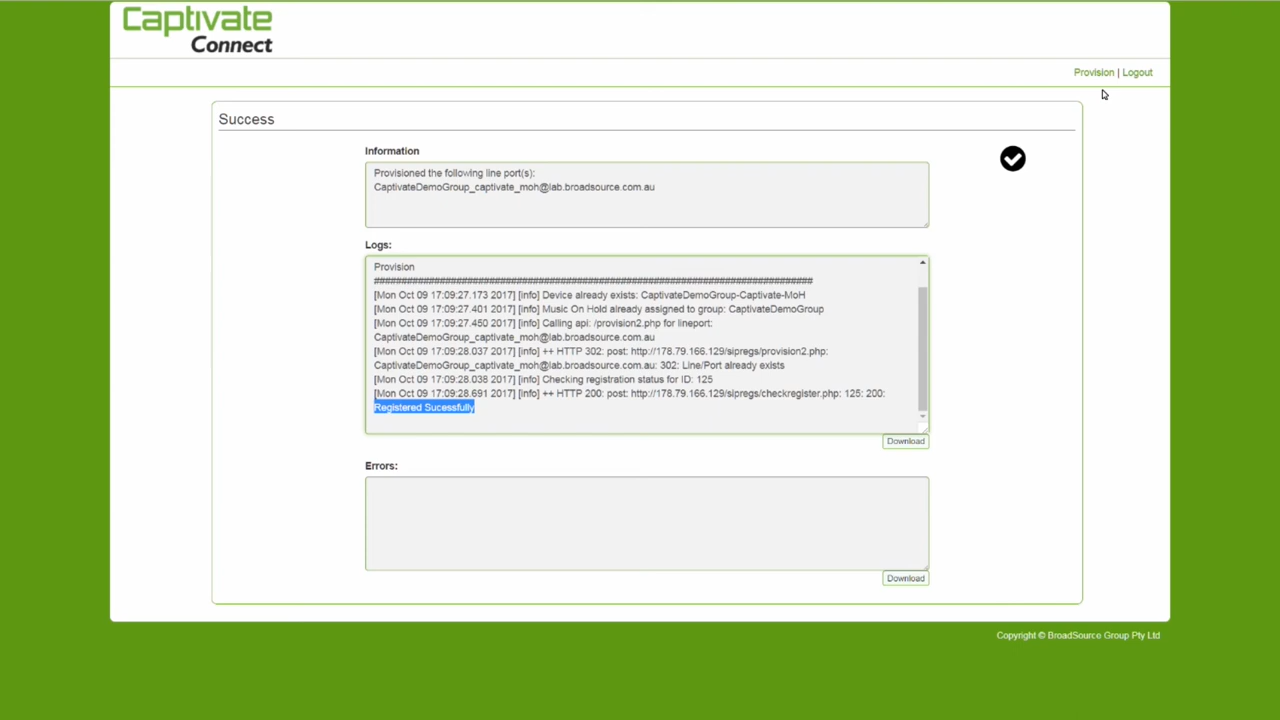 Captivate
Connect
Provision | Logout
Success
Information
Provisioned the following line port(s):
CaptivateDemoGroup_captivate_moh@lab.broadsource.com.au
Logs:
Provision
################################################################################
[Mon Oct 09 17:09:27.173 2017] [info] Device already exists: CaptivateDemoGroup-Captivate-MoH
[Mon Oct 09 17:09:27.401 2017] [info] Music On Hold already assigned to group: CaptivateDemoGroup
[Mon Oct 09 17:09:27.450 2017] [info] Calling api: /provision2.php for lineport:
CaptivateDemoGroup_captivate_moh@lab.broadsource.com.au
[Mon Oct 09 17:09:28.037 2017] [info] ++ HTTP 302: post: http://178.79.166.129/sipregs/provision2.php:
CaptivateDemoGroup_captivate_moh@lab.broadsource.com.au: 302: Line/Port already exists
[Mon Oct 09 17:09:28.038 2017] [info] Checking registration status for ID: 125
[Mon Oct 09 17:09:28.691 2017] [info] ++ HTTP 200: post: http://178.79.166.129/sipregs/checkregister.php: 125: 200:
Registered Sucessfully
Download
Errors:
Download
Copyright © BroadSource Group Pty Ltd